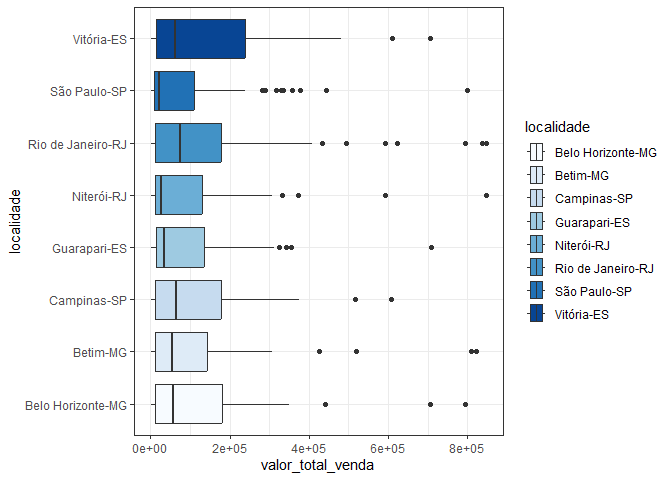 Vitória-ES
São Paulo-SP
Rio de Janeiro-RJ
Niterói-RJ
Guarapari-ES
Campinas-SP
Betim-MG
Belo Horizonte-MG
localidade
0e+00 2e+05 4e+05 6e+05 8e+05
valor_total_venda
localidade
Belo Horizonte-MG
Betim-MG
Campinas-SP
Guarapari-ES
Niterói-RJ
Rio de Janeiro-RJ
São Paulo-SP
Vitória-ES